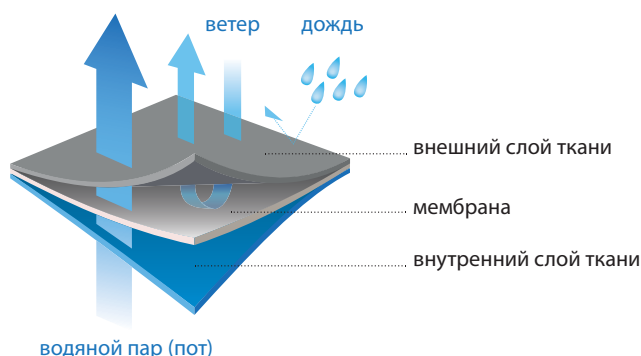 ветер
дождь
внешний слой ткани
мембрана
внутренний слой ткани
водяной пар (пот)